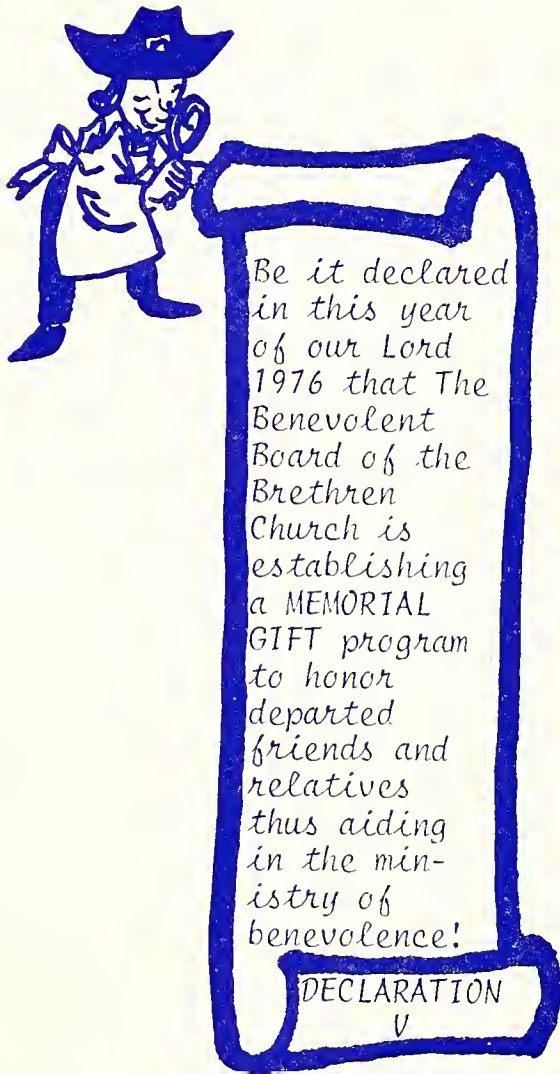 Be it declared
in this year
of our Lord
1976 that The
Benevolent
Board of the
Brethren
Church is
establishing
a MEMORIAL
GIFT program
to honor
departed
friends and
relatives
thus aiding
in the min-
istry of
benevolence!
DECLARATION
V